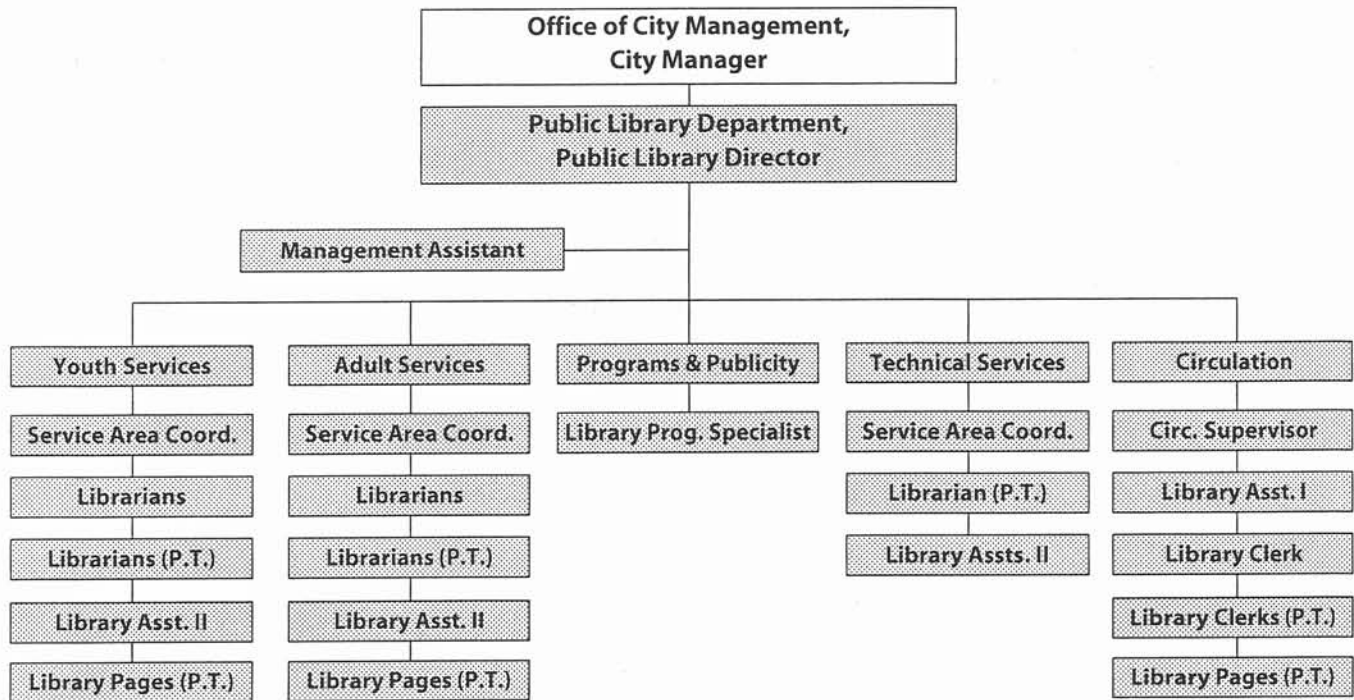 Office of City Management,
City Manager
Public Library Department,
Public Library Director
Management Assistant
Youth Services
Service Area Coord.
Librarians
Librarians (P.T.)
Library Asst. II
Library Pages (P.T.)
Adult Services
Service Area Coord.
Librarians
Librarians (P.T.)
Library Asst. II
Library Pages (P.T.)
Programs & Publicity
Library Prog. Specialist
Technical Services
Service Area Coord.
Librarian (P.T.)
Library Assts. II
Circulation
Circ. Supervisor
Library Asst. I
Library Clerk
Library Clerks (P.T.)
Library Pages (P.T.)